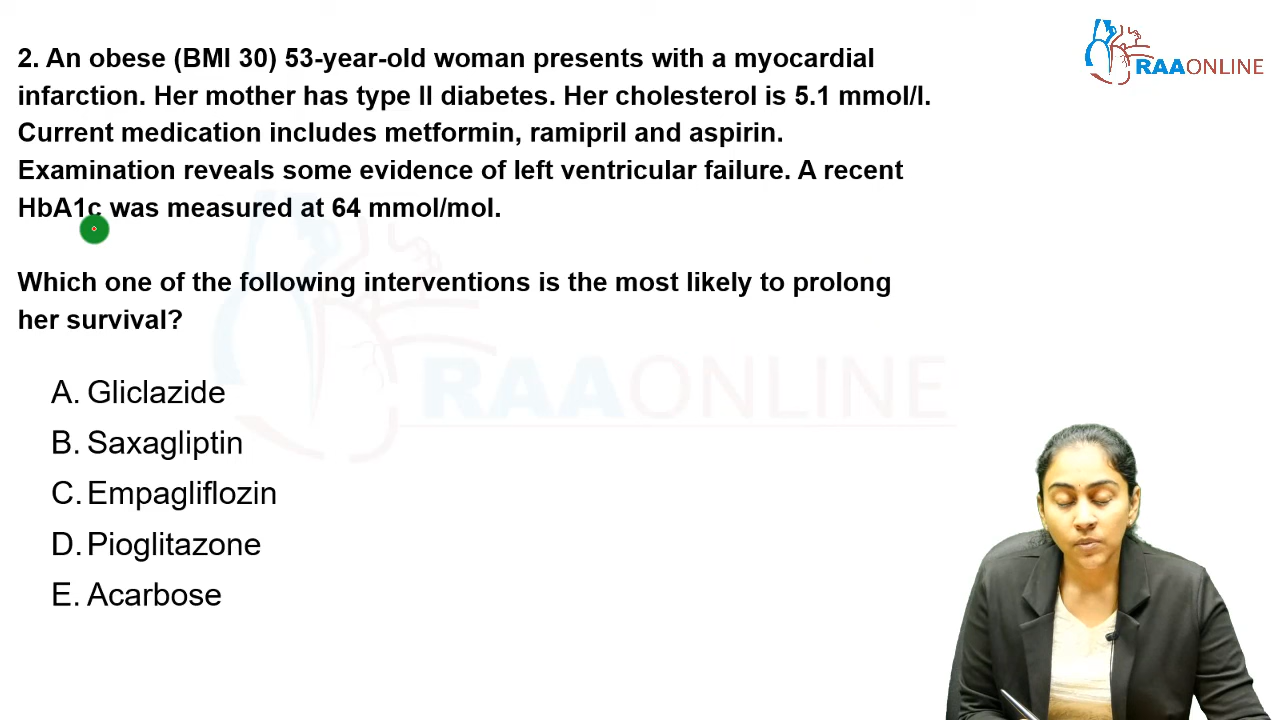 RAAONLINE
2. An obese (BMI 30) 53-year-old woman presents with a myocardial
infarction. Her mother has type II diabetes. Her cholesterol is 5.1 mmol/l.
Current medication includes metformin, ramipril and aspirin.
Examination reveals some evidence of left ventricular failure. A recent
HbA1c was measured at 64 mmol/mol.
Which one of the following interventions is the most likely to prolong
her survival?
A. Gliclazide
RAAONLINE
B. Saxagliptin
C. Empagliflozin
D. Pioglitazone
E. Acarbose